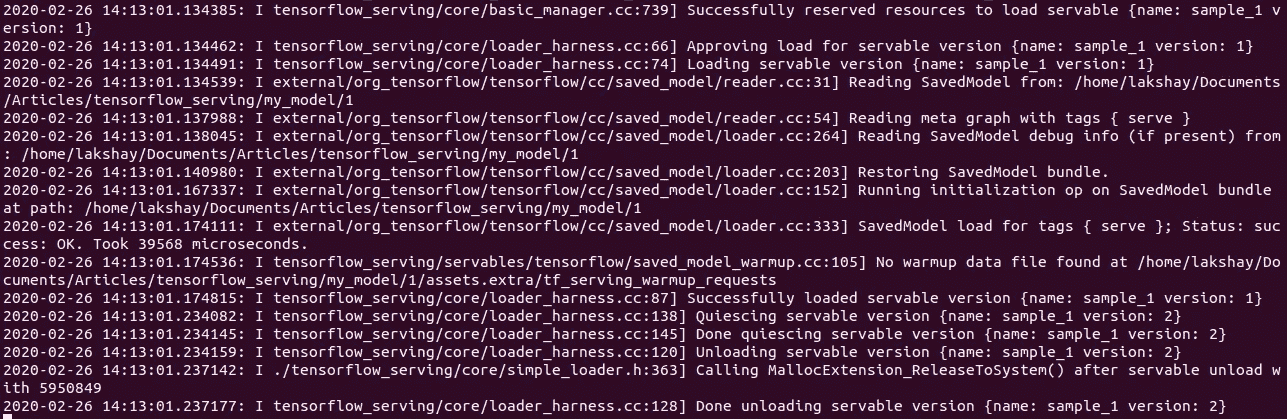 2020-02-26 14:13:01.134385: I tensorflow_serving/core/basic_manager.cc:739] Successfully reserved resources to load servable {name: sample_1 v
ersion: 1}
2020-02-26 14:13:01.134462: I tensorflow_serving/core/loader_harness.cc:66] Approving load for servable version {name: sample_1 version: 1}
2020-02-26 14:13:01.134491: I tensorflow_serving/core/loader_harness.cc:74] Loading servable version {name: sample_1 version: 1}
2020-02-26 14:13:01.134539: I external/org_tensorflow/tensorflow/cc/saved_model/reader.cc:31] Reading SavedModel from: /home/lakshay/Documents
/Articles/tensorflow_serving/my_model/1
2020-02-26 14:13:01.137988: I external/org_tensorflow/tensorflow/cc/saved_model/reader.cc:54] Reading meta graph with tags { serve }
2020-02-26 14:13:01.138045: I external/org_tensorflow/tensorflow/cc/saved_model/loader.cc:264] Reading SavedModel debug info (if present) from
: /home/lakshay/Documents/Articles/tensorflow_serving/my_model/1
2020-02-26 14:13:01.140980: I external/org_tensorflow/tensorflow/cc/saved_model/loader.cc:203] Restoring SavedModel bundle.
2020-02-26 14:13:01.167337: I external/org_tensorflow/tensorflow/cc/saved_model/loader.cc:152] Running initialization op on SavedModel bundle
at path: /home/lakshay/Documents/Articles/tensorflow_serving/my_model/1
2020-02-26 14:13:01.174111: I external/org_tensorflow/tensorflow/cc/saved_model/loader.cc:333] SavedModel load for tags { serve }; Status: suc
cess: OK. Took 39568 microseconds.
2020-02-26 14:13:01.174536: I tensorflow_serving/servables/tensorflow/saved_model_warmup.cc:105] No warmup data file found at /home/lakshay/Do
cuments/Articles/tensorflow_serving/my_model/1/assets.extra/tf_serving_warmup_requests
2020-02-26 14:13:01.174815: I tensorflow_serving/core/loader_harness.cc:87] Successfully loaded servable version {name: sample_1 version: 1}
2020-02-26 14:13:01.234082: I tensorflow_serving/core/loader_harness.cc:138] Quiescing servable version {name: sample_1 version: 2}
2020-02-26 14:13:01.234145: I tensorflow_serving/core/loader_harness.cc:145] Done quiescing servable version {name: sample_1 version: 2}
2020-02-26 14:13:01.234159: I tensorflow_serving/core/loader_harness.cc:120] Unloading servable version {name: sample_1 version: 2}
2020-02-26 14:13:01.237142: I ./tensorflow_serving/core/simple_loader.h:363] Calling MallocExtension_ReleaseToSystem() after servable unload w
ith 5950849
2020-02-26 14:13:01.237177: I tensorflow_serving/core/loader_harness.cc:128] Done unloading servable version {name: sample_1 version: 2}